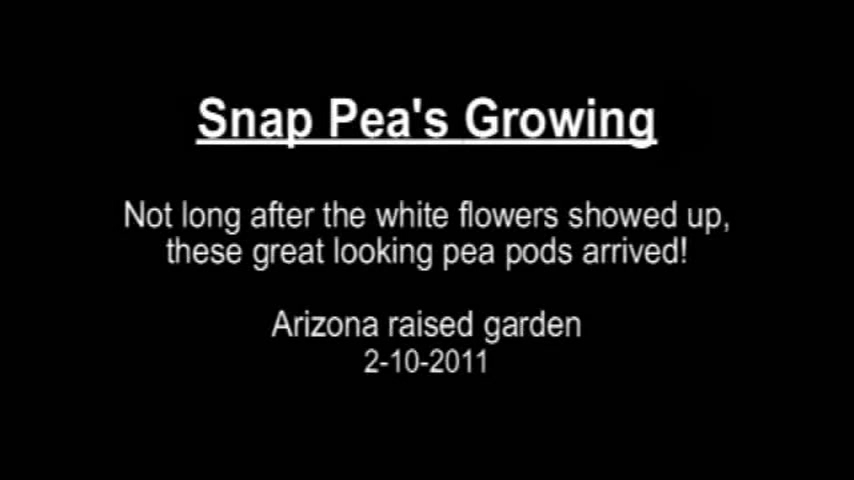 Snap Pea's Growing
Not long after the white flowers showed up,
these great looking pea pods arrived!
Arizona raised garden
2-10-2011